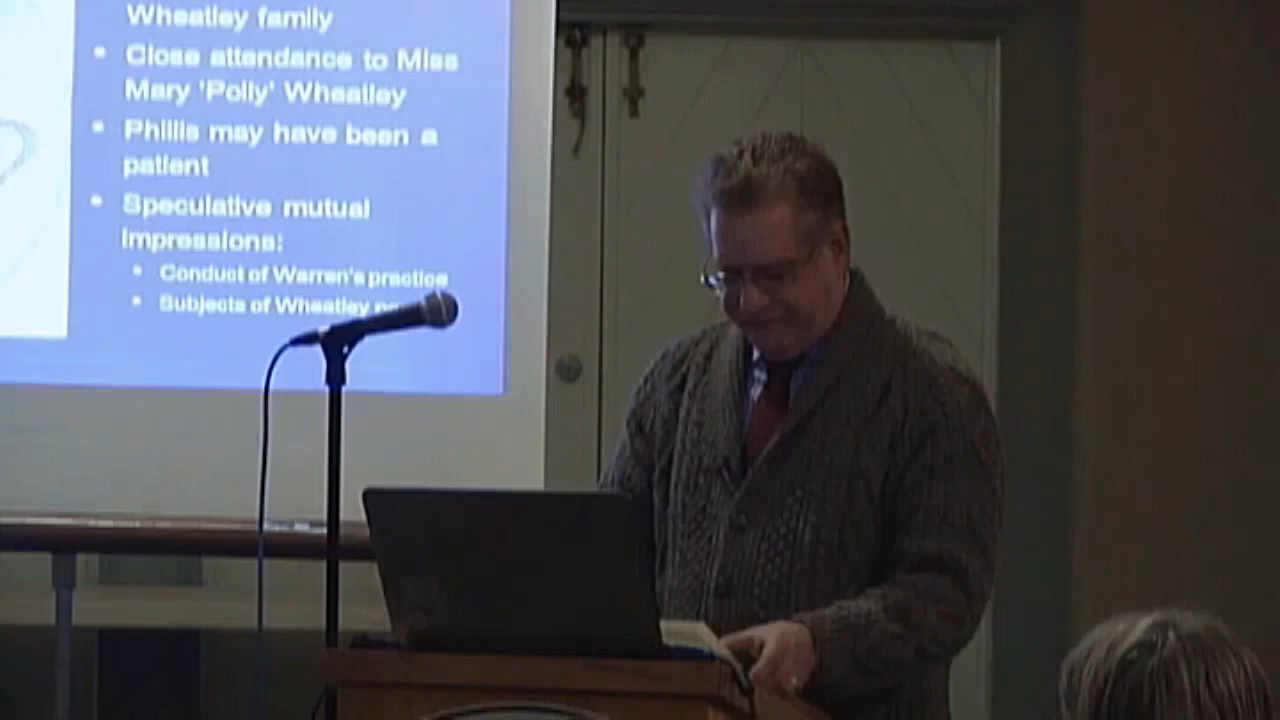 Wheatley family
• Close attendance to Miss
Mary 'Polly' Wheatley
• Phillis may have been a
patient
• Speculative mutual
impressions:
• Conduct of Warren's practice
• Subjects of Wheatley